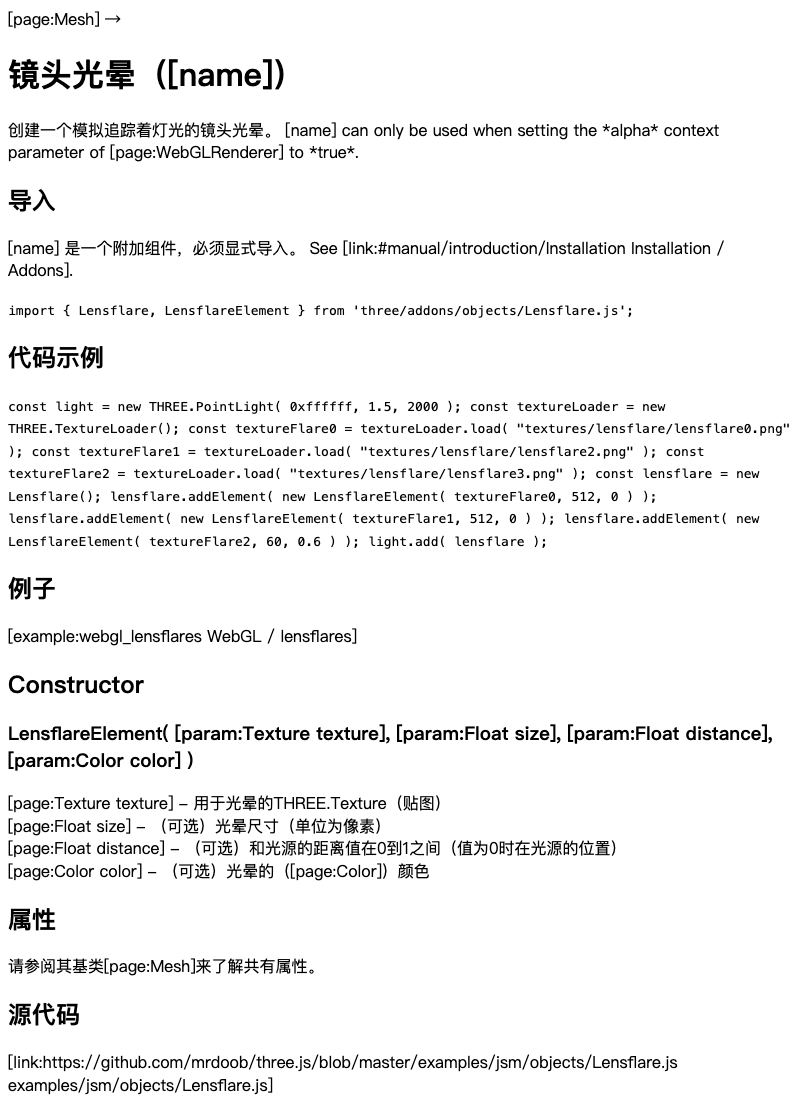 [page:Mesh] →
镜头光晕（[name]）
创建一个模拟追踪着灯光的镜头光晕。 [name] can only be used when setting the *alpha* context
parameter of [page:WebGLRenderer] to *true*.
导入
[name] 是一个附加组件，必须显式导入。 See [link:#manual/introduction/Installation Installation /
Addons].
import { Lensflare, LensflareElement } from 'three/addons/objects/Lensflare.js';
代码示例
const light = new THREE.PointLight( 0xffffff, 1.5, 2000 ); const textureLoader = new
THREE.TextureLoader(); const textureFlare0 = textureLoader.load( "textures/lensflare/lensflare0.png"
); const textureFlare1 = textureLoader.load( "textures/lensflare/lensflare2.png" ); const
textureFlare2 = textureLoader.load( "textures/lensflare/lensflare3.png" ); const lensflare = new
Lensflare(); lensflare.addElement( new LensflareElement( textureFlare0, 512, 0 ) );
lensflare.addElement( new LensflareElement( textureFlare1, 512, 0 ) ); lensflare.addElement( new
LensflareElement( textureFlare2, 60, 0.6 ) ); light.add( lensflare );
例子
[example:webgl_lensflares WebGL / lensflares]
Constructor
LensflareElement( [param:Texture texture], [param:Float size], [param:Float distance],
[param:Color color] )
[page:Texture texture] – 用于光晕的THREE.Texture（贴图）
[page:Float size] – （可选）光晕尺寸（单位为像素）
[page:Float distance] – （可选）和光源的距离值在0到1之间（值为0时在光源的位置）
[page:Color color] – （可选）光晕的（[page:Color]）颜色
属性
请参阅其基类[page:Mesh]来了解共有属性。
源代码
[link:https://github.com/mrdoob/three.js/blob/master/examples/jsm/objects/Lensflare.js
examples/jsm/objects/Lensflare.js]